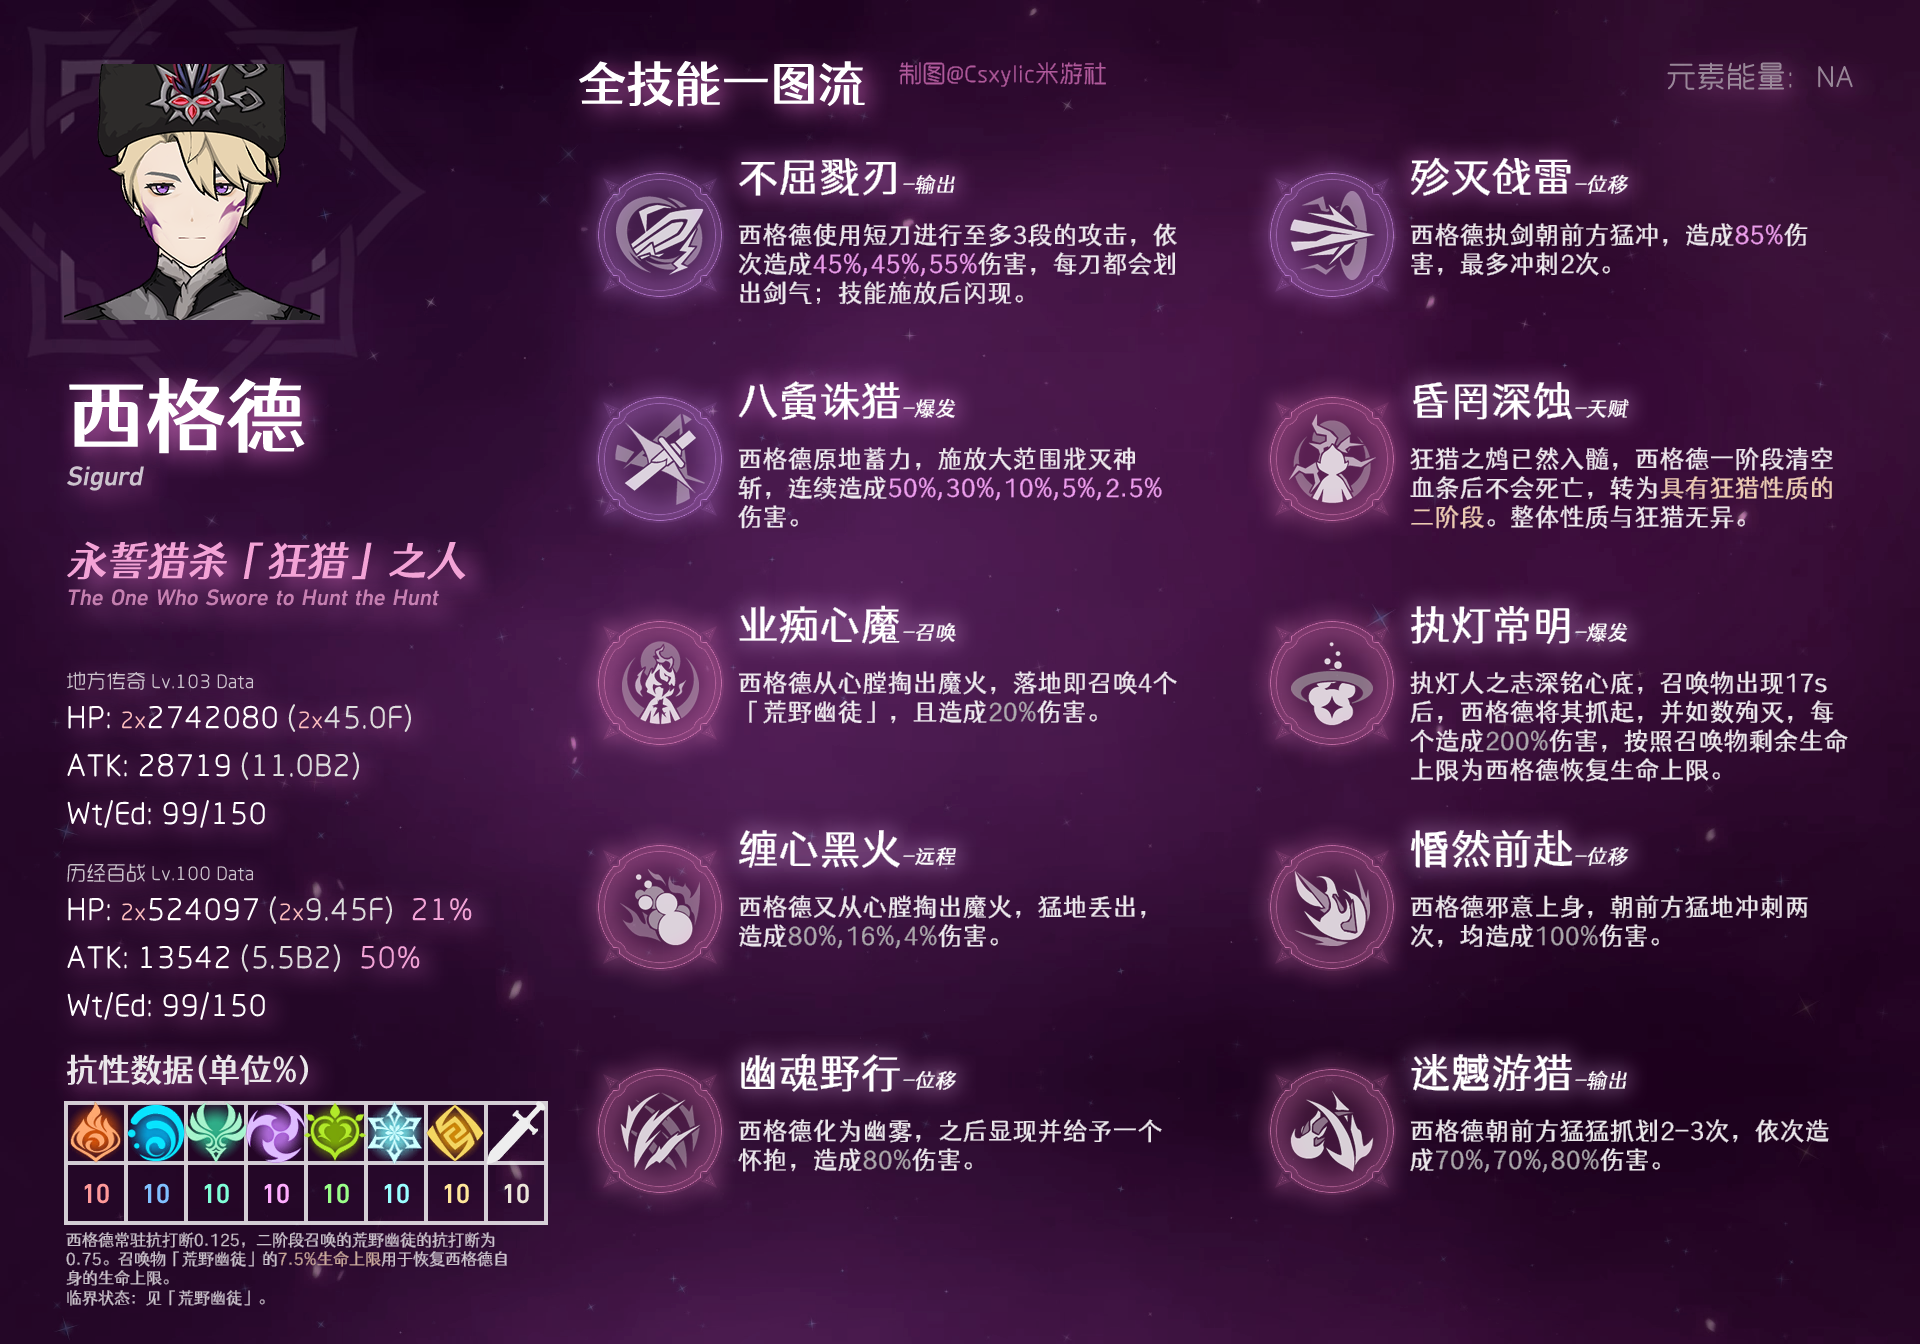 全技能一图流
制图@Csxylic米游社
元素能量: NA
西格德
Sigurd
永誓猎杀「狂猎」之人
The One Who Swore to Hunt the Hunt
地方传奇 Lv.103 Data
HP: 2x2742080 (2x45.0F)
ATK: 28719 (11.0B2)
Wt/Ed: 99/150
历经百战 Lv.100 Data
HP: 2x524097 (2x9.45F) 21%
ATK: 13542 (5.5B2) 50%
Wt/Ed: 99/150
抗性数据(单位%)
10 10 10 10 10 10 10 10
西格德常驻抗打断0.125，二阶段召唤的荒野幽徒的抗打断为
0.75。召唤物「荒野幽徒」的7.5%生命上限用于恢复西格德自
身的生命上限。
临界状态：见「荒野幽徒」。
不屈戮刃-输出
西格德使用短刀进行至多3段的攻击，依
次造成45%,45%,55%伤害，每刀都会划
出剑气；技能施放后闪现。
殄灭戗雷-位移
西格德执剑朝前方猛冲，造成85%伤
害，最多冲刺2次。
八夤诛猎-爆发
西格德原地蓄力，施放大范围戕灭神
斩，连续造成50%,30%,10%,5%,2.5%
伤害。
昏罔深蚀-天赋
狂猎之鸩已然入髓，西格德一阶段清空
血条后不会死亡，转为具有狂猎性质的
二阶段。整体性质与狂猎无异。
业痴心魔-召唤
西格德从心膛掏出魔火，落地即召唤4个
「荒野幽徒」，且造成20%伤害。
执灯常明-爆发
执灯人之志深铭心底，召唤物出现17s
后，西格德将其抓起，并如数殉灭，每
个造成200%伤害，按照召唤物剩余生命
上限为西格德恢复生命上限。
缠心黑火-远程
西格德又从心膛掏出魔火，猛地丢出，
造成80%,16%,4%伤害。
惛然前赴-位移
西格德邪意上身，朝前方猛地冲刺两
次，均造成100%伤害。
幽魂野行-位移
西格德化为幽雾，之后显现并给予一个
怀抱，造成80%伤害。
迷魆游猎-输出
西格德朝前方猛猛抓划2-3次，依次造
成70%,70%,80%伤害。